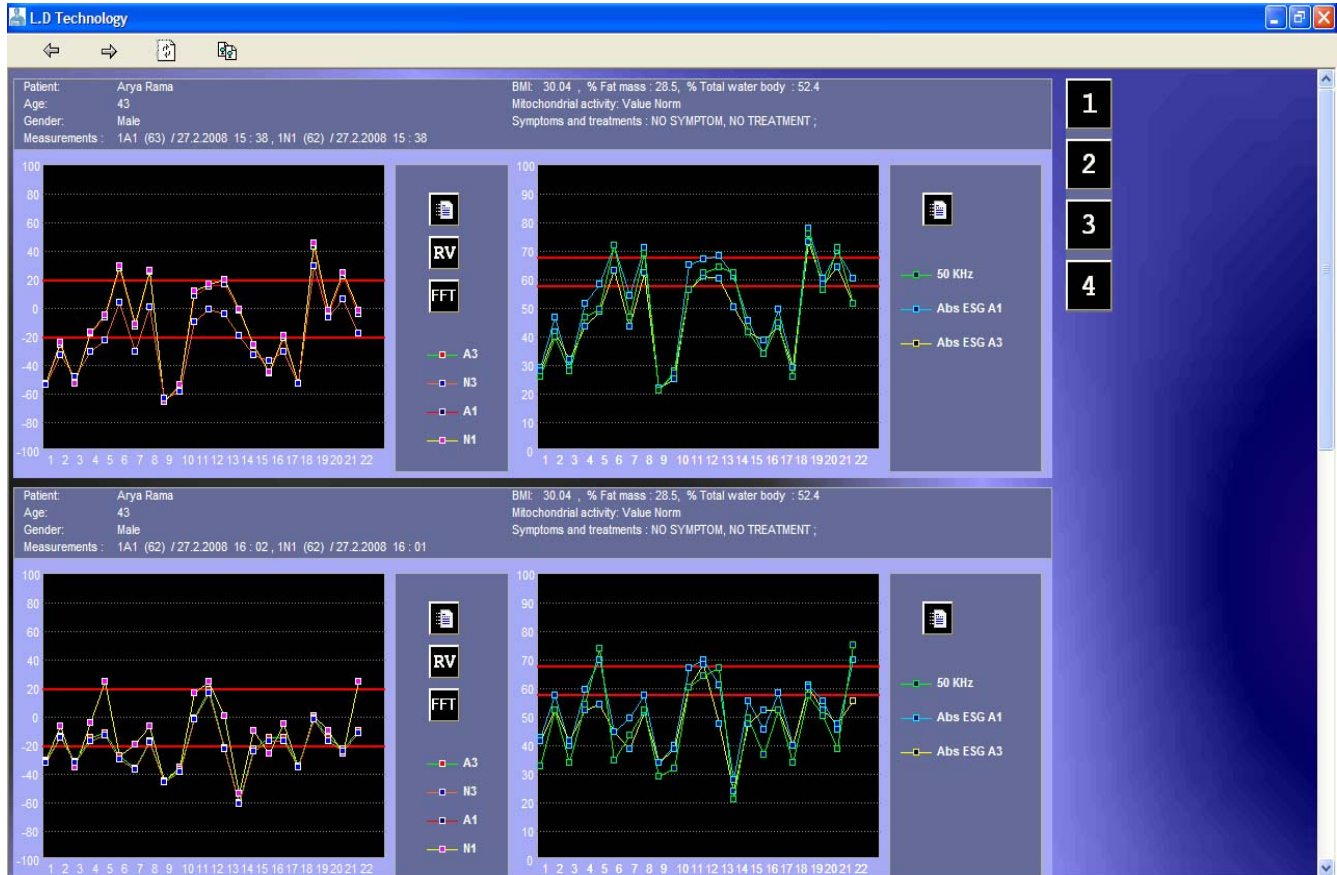 L.D Technology
Patient: Arya Rama
Age: 43
Gender: Male
Measurements : 1A1 (63) / 27.2.2008 15 : 38 , 1N1 (62) / 27.2.2008 15 : 38
BMI: 30.04 , % Fat mass : 28.5, % Total water body : 52.4
Mitochondrial activity: Value Norm
Symptoms and treatments : NO SYMPTOM, NO TREATMENT ;
1
2
3
4
100
80
60
40
20
0
-20
-40
-60
-80
-100
1 2 3 4 5 6 7 8 9 10 11 12 13 14 15 16 17 18 19 20 21 22
RV
FFT
A3
N3
A1
N1
100
90
80
70
60
50
40
30
20
10
0
1 2 3 4 5 6 7 8 9 10 11 12 13 14 15 16 17 18 19 20 21 22
50 KHz
Abs ESG A1
Abs ESG A3
Patient: Arya Rama
Age: 43
Gender: Male
Measurements : 1A1 (62) / 27.2.2008 16 : 02 , 1N1 (62) / 27.2.2008 16 : 01
BMI: 30.04 , % Fat mass : 28.5, % Total water body : 52.4
Mitochondrial activity: Value Norm
Symptoms and treatments : NO SYMPTOM, NO TREATMENT ;
100
80
60
40
20
0
-20
-40
-60
-80
-100
1 2 3 4 5 6 7 8 9 10 11 12 13 14 15 16 17 18 19 20 21 22
RV
FFT
A3
N3
A1
N1
100
90
80
70
60
50
40
30
20
10
0
1 2 3 4 5 6 7 8 9 10 11 12 13 14 15 16 17 18 19 20 21 22
50 KHz
Abs ESG A1
Abs ESG A3